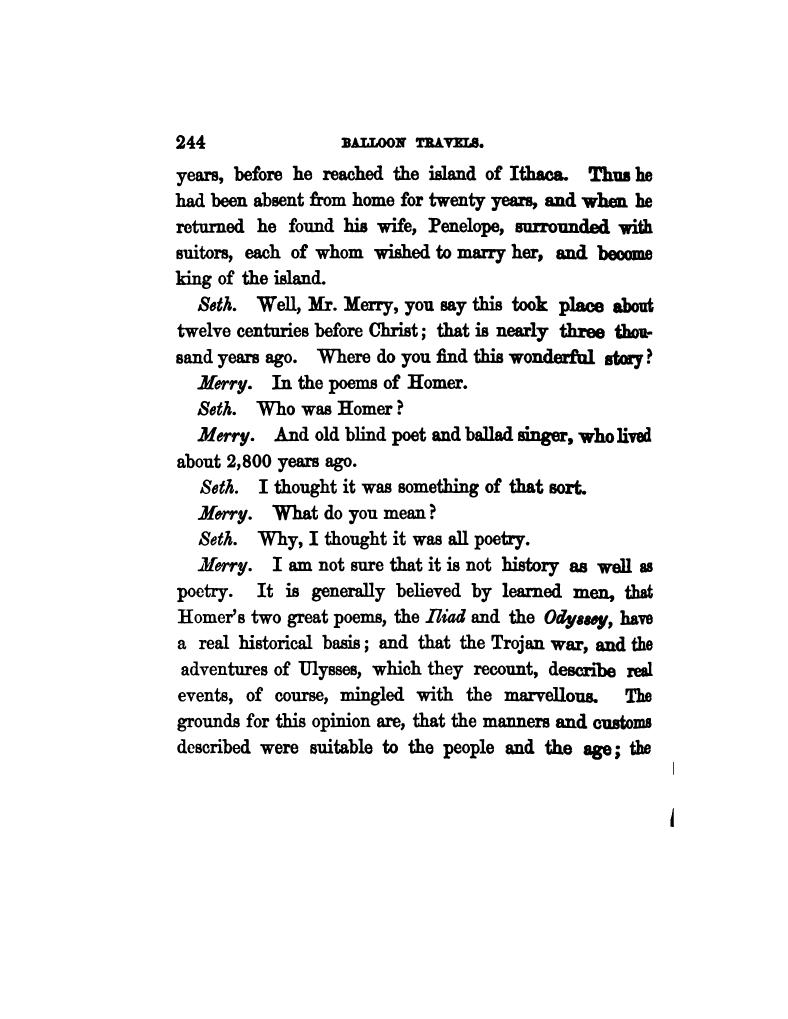 244 BALLOON TRAVELS.
years, before he reached the island of Ithaca. Thus he
had been absent from home for twenty years, and when he
returned he found his wife, Penelope, surrounded with
suitors, each of whom wished to marry her, and become
king of the island.
Seth. Well, Mr. Merry, you say this took place about
twelve centuries before Christ; that is nearly three thou-
sand years ago. Where do you find this wonderful story?
Merry. In the poems of Homer.
Seth. Who was Homer?
Merry. And old blind poet and ballad singer, who lived
about 2,800 years ago.
Seth. I thought it was something of that sort.
Merry. What do you mean?
Seth. Why, I thought it was all poetry.
Merry. I am not sure that it is not history as well as
poetry. It is generally believed by learned men, that
Homer's two great poems, the Iliad and the Odyssey, have
a real historical basis; and that the Trojan war, and the
adventures of Ulysses, which they recount, describe real
events, of course, mingled with the marvellous. The
grounds for this opinion are, that the manners and customs
described were suitable to the people and the age; the